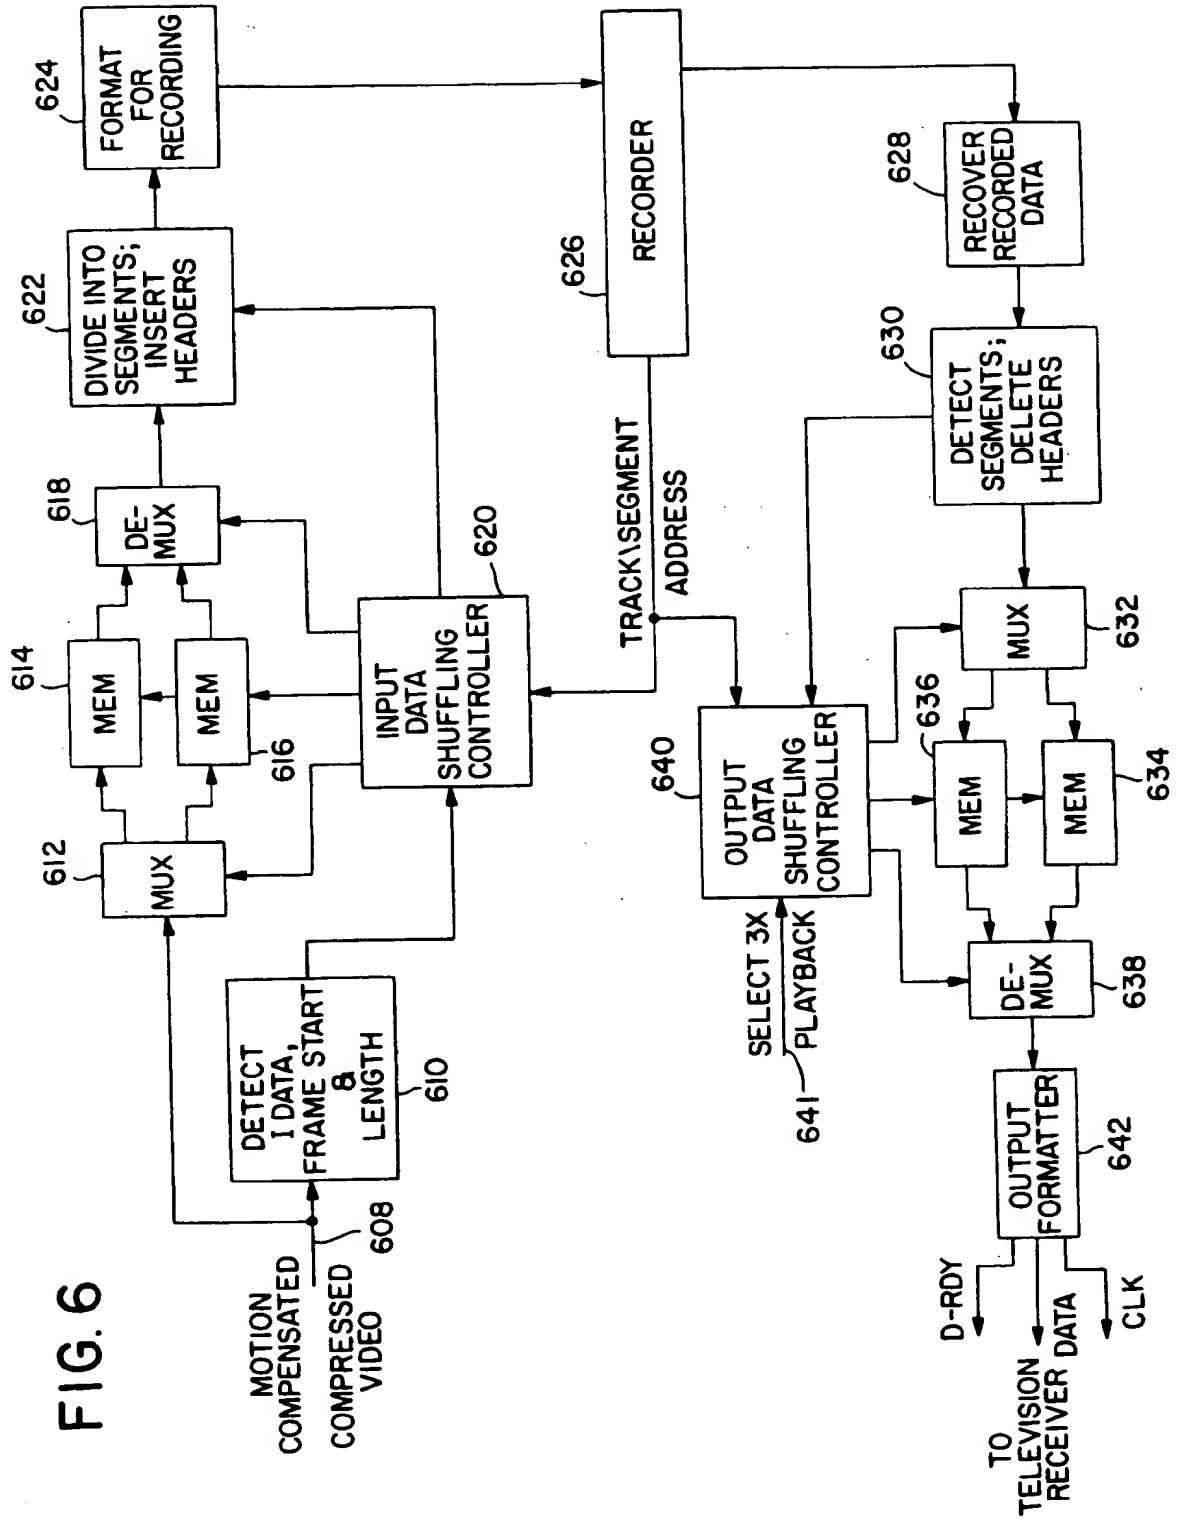 FIG. 6
MOTION
COMPENSATED
COMPRESSED
VIDEO
608
DETECT
I DATA,
FRAME START
&
LENGTH
610
612
MUX
614
MEM
MEM
616
618
DE-
MUX
INPUT
DATA
SHUFFLING
CONTROLLER
620
622
DIVIDE INTO
SEGMENTS;
INSERT
HEADERS
624
FORMAT
FOR
RECORDING
626
RECORDER
TRACK\SEGMENT
ADDRESS
628
RECOVER
RECORDED
DATA
630
DETECT
SEGMENTS;
DELETE
HEADERS
MUX
632
636
MEM
MEM
634
640
OUTPUT
DATA
SHUFFLING
CONTROLLER
SELECT 3X
PLAYBACK
641
DE-
MUX
638
OUTPUT
FORMATTER
642
D-RDY
DATA
CLK
TO
TELEVISION
RECEIVER